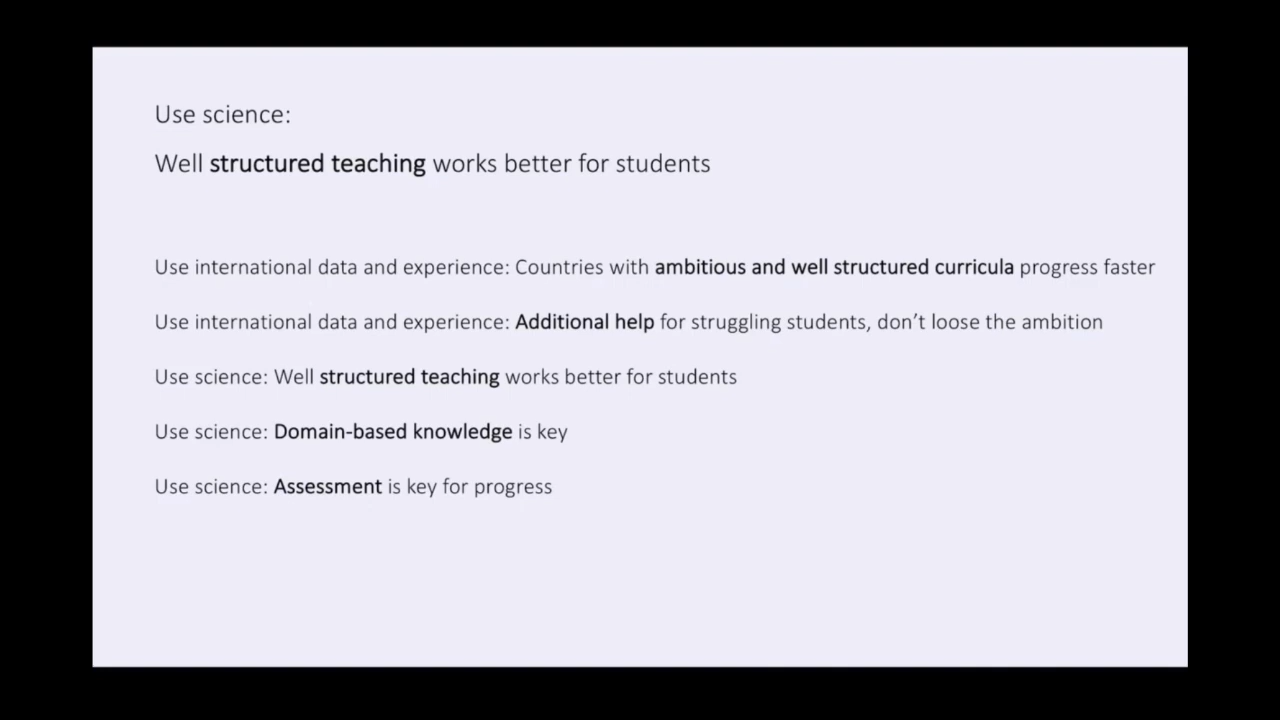 Use science:
Well structured teaching works better for students
Use international data and experience: Countries with ambitious and well structured curricula progress faster
Use international data and experience: Additional help for struggling students, don’t loose the ambition
Use science: Well structured teaching works better for students
Use science: Domain-based knowledge is key
Use science: Assessment is key for progress